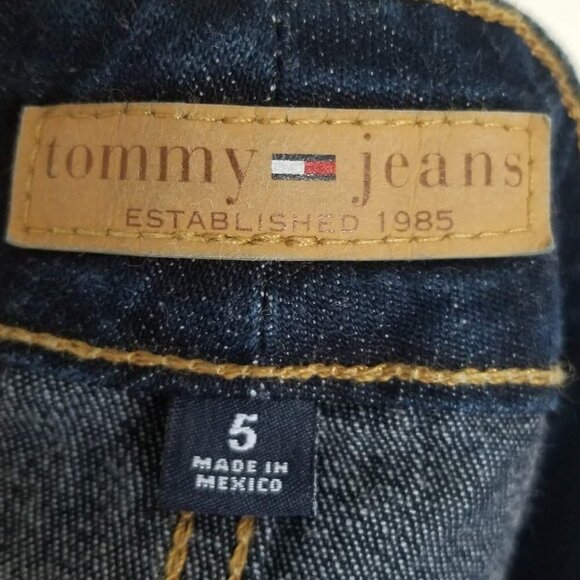 tommy jeans
ESTABLISHED 1985
5
MADE IN
MEXICO